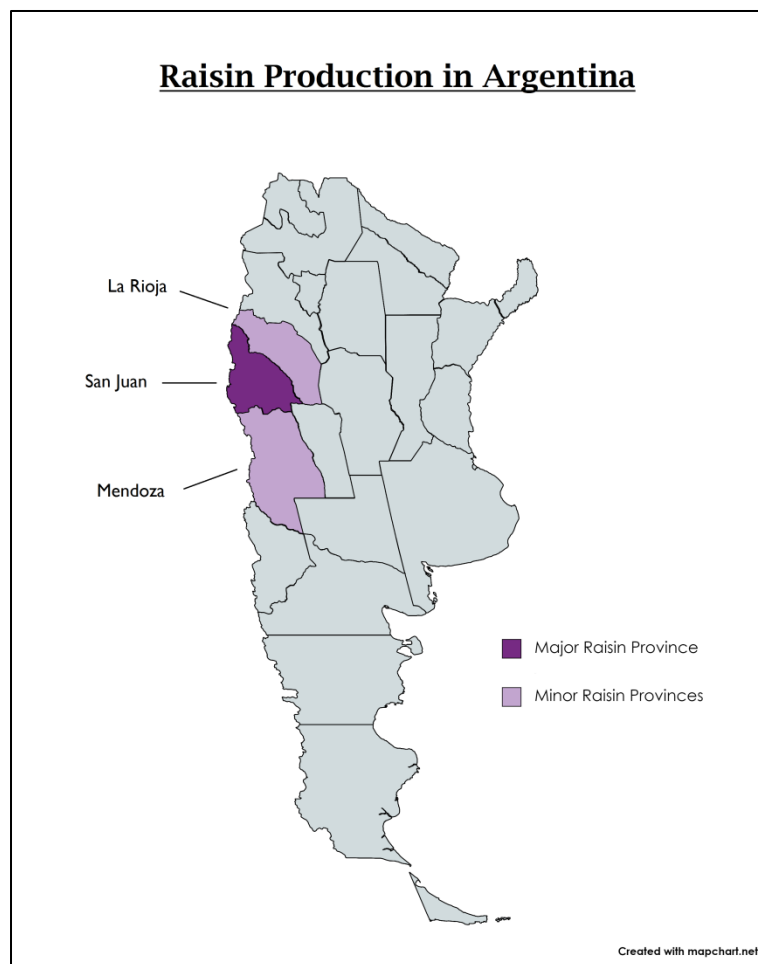 Raisin Production in Argentina
La Rioja
San Juan
Mendoza
Major Raisin Province
Minor Raisin Provinces
Created with mapchart.net